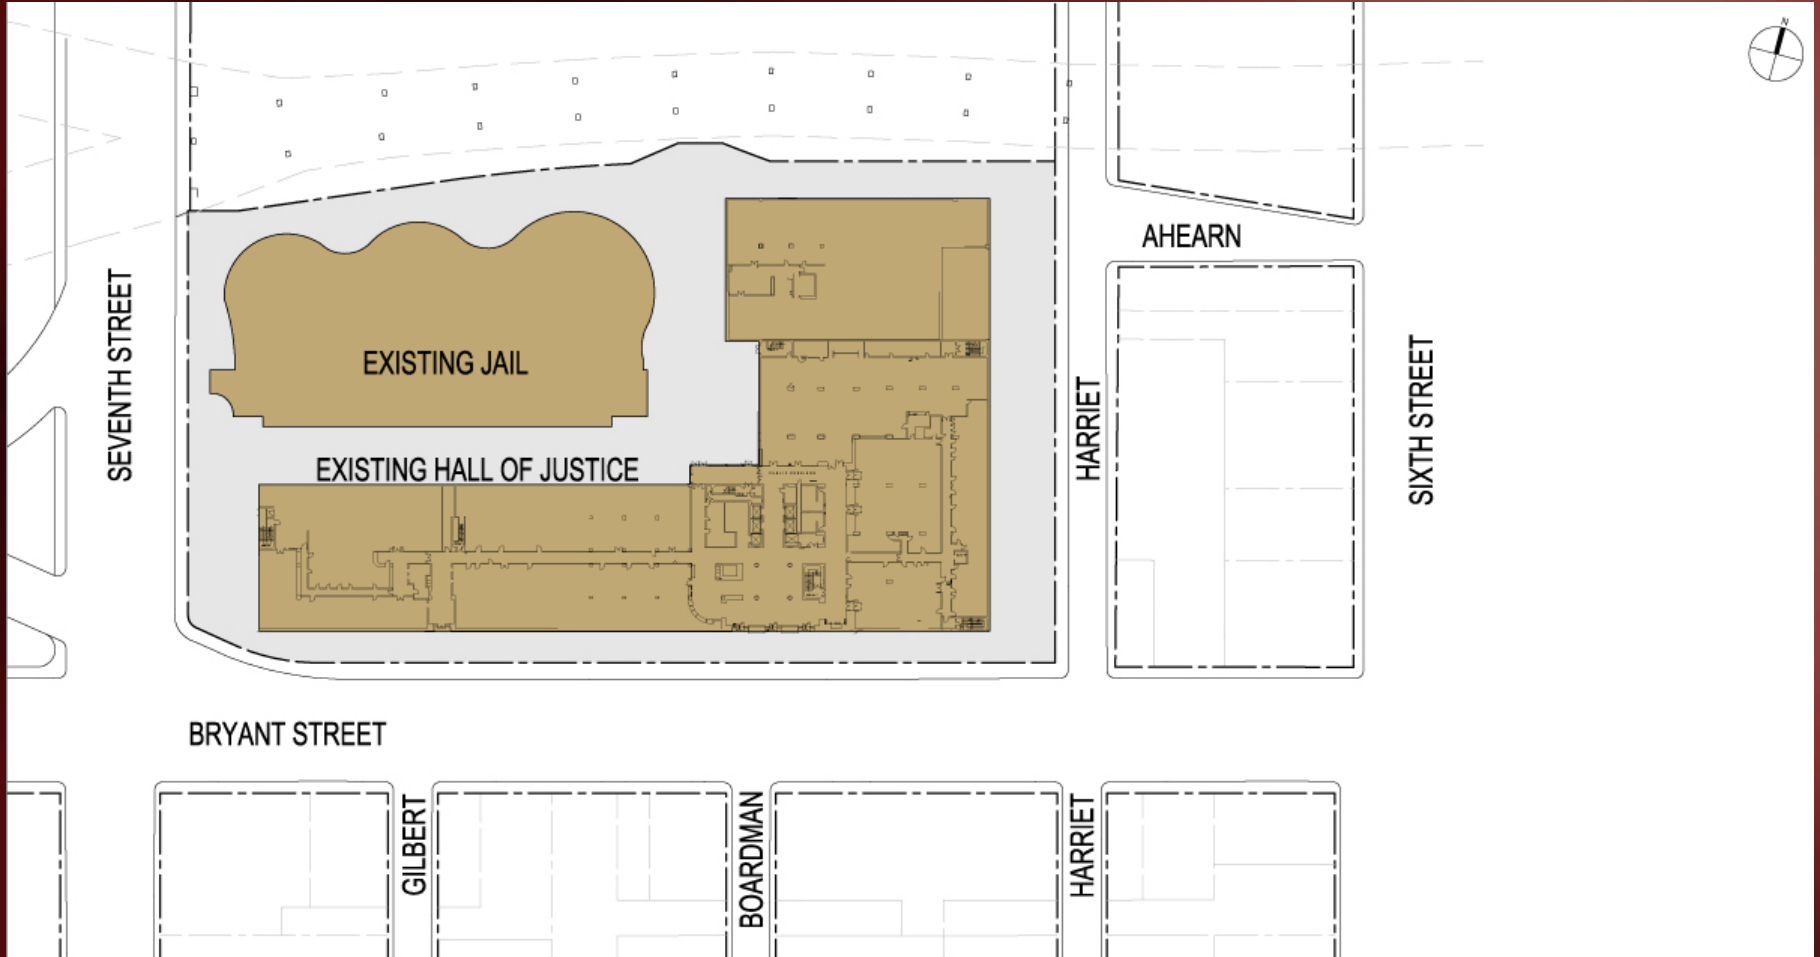 N
AHEARN
SEVENTH STREET
EXISTING JAIL
SIXTH STREET
HARRIET
EXISTING HALL OF JUSTICE
BRYANT STREET
GILBERT
BOARDMAN
HARRIET